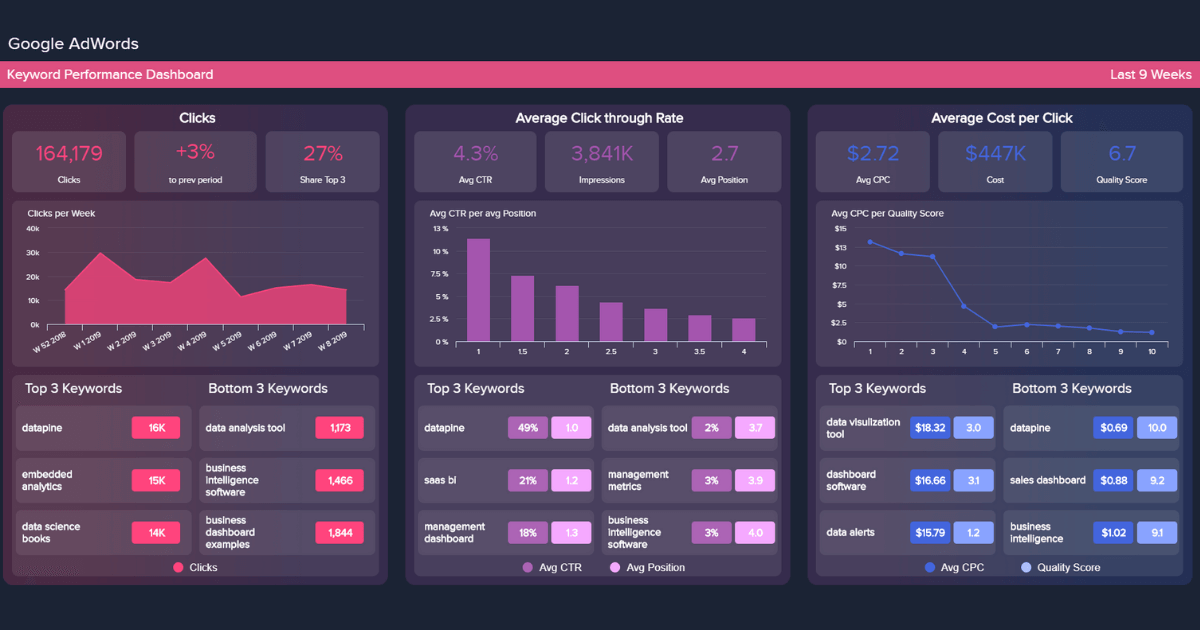 Google AdWords
Keyword Performance Dashboard
Last 9 Weeks
Clicks
164,179
Clicks
+3%
to prev period
27%
Share Top 3
Clicks per Week
40k
30k
20k
10k
0k
W 52 2018
W 1 2019
W 2 2019
W 3 2019
W 4 2019
W 5 2019
W 6 2019
W 7 2019
W 8 2019
Top 3 Keywords
datapine
16K
embedded
analytics
15K
data science
books
14K
Bottom 3 Keywords
data analysis tool
1,173
business
intelligence
software
1,466
business
dashboard
examples
1,844
Clicks
Average Click through Rate
4.3%
Avg CTR
3,841K
Impressions
2.7
Avg Position
Avg CTR per avg Position
13 %
10 %
7.5 %
5 %
2.5 %
0 %
1
1.5
2
2.5
3
3.5
4
Top 3 Keywords
datapine
49%
1.0
saas bi
21%
1.2
management
dashboard
18%
1.3
Bottom 3 Keywords
data analysis tool
2%
3.7
management
metrics
3%
3.9
business
intelligence
software
3%
4.0
Avg CTR
Avg Position
Average Cost per Click
$2.72
Avg CPC
$447K
Cost
6.7
Quality Score
Avg CPC per Quality Score
$15
$13
$10
$7.5
$5
$2.5
$0
1
2
3
4
5
6
7
8
9
10
Top 3 Keywords
data visulization
tool
$18.32
3.0
dashboard
software
$16.66
3.1
data alerts
$15.79
1.2
Bottom 3 Keywords
datapine
$0.69
10.0
sales dashboard
$0.88
9.2
business
intelligence
$1.02
9.1
Avg CPC
Quality Score